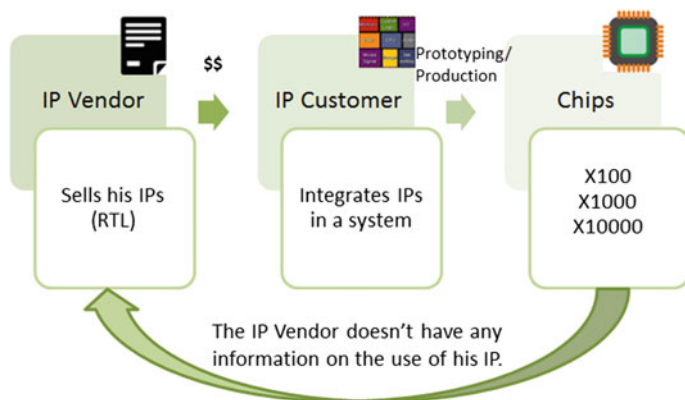 $$
Prototyping/
Production
IP Vendor
IP Customer
Chips
Sells his IPs
(RTL)
Integrates IPs
in a system
X100
X1000
X10000
The IP Vendor doesn't have any
information on the use of his IP.